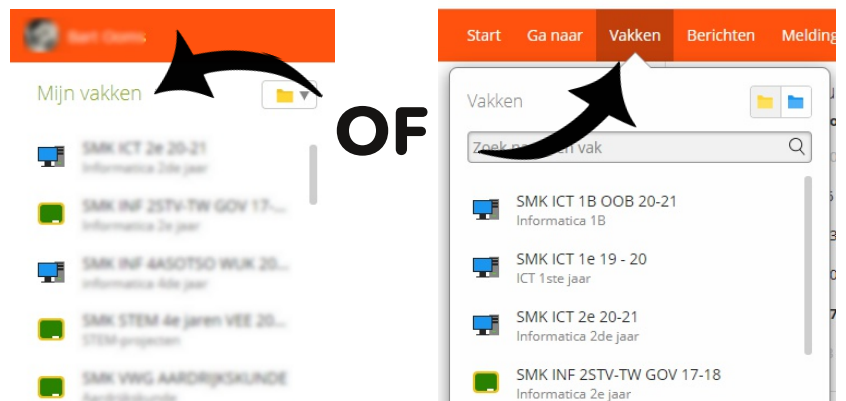 Mijn vakken
SMK ICT 2e 20-21
Informatica 2de jaar
SMK INF 2STV-TW GOV 17-...
Informatica 2e jaar
SMK INF 4ASOTSO WUK 20...
informatica 4de jaar
SMK STEM 4e jaren VEE 20...
STEM-projecten
SMK VWG AARDRIJKSKUNDE
Aardrijkskunde
OF
Start Ga naar Vakken Berichten Melding
Vakken
Zoek vak
SMK ICT 1B OOB 20-21
Informatica 1B
SMK ICT 1e 19 - 20
ICT 1ste jaar
SMK ICT 2e 20-21
Informatica 2de jaar
SMK INF 2STV-TW GOV 17-18
Informatica 2e jaar